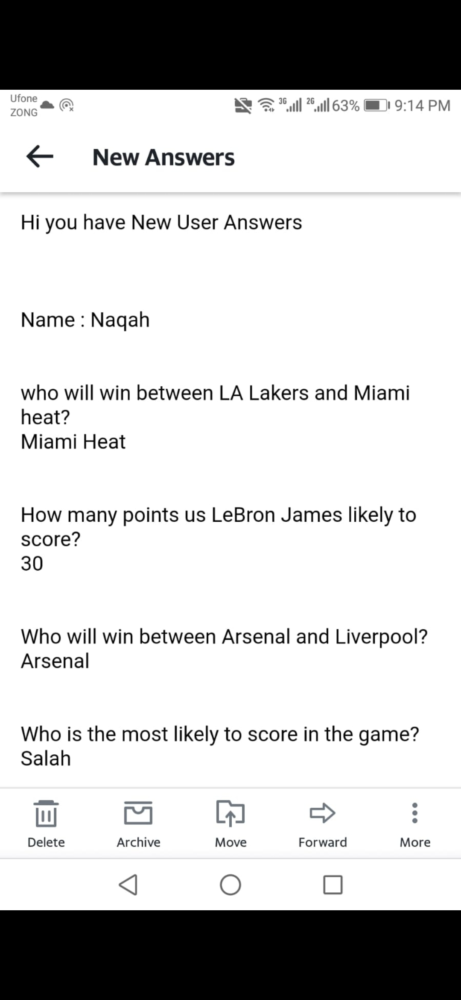 Ufone
ZONG
3G 2G 63% 9:14 PM
New Answers
Hi you have New User Answers
Name : Naqah
who will win between LA Lakers and Miami
heat?
Miami Heat
How many points us LeBron James likely to
score?
30
Who will win between Arsenal and Liverpool?
Arsenal
Who is the most likely to score in the game?
Salah
Delete Archive Move Forward More